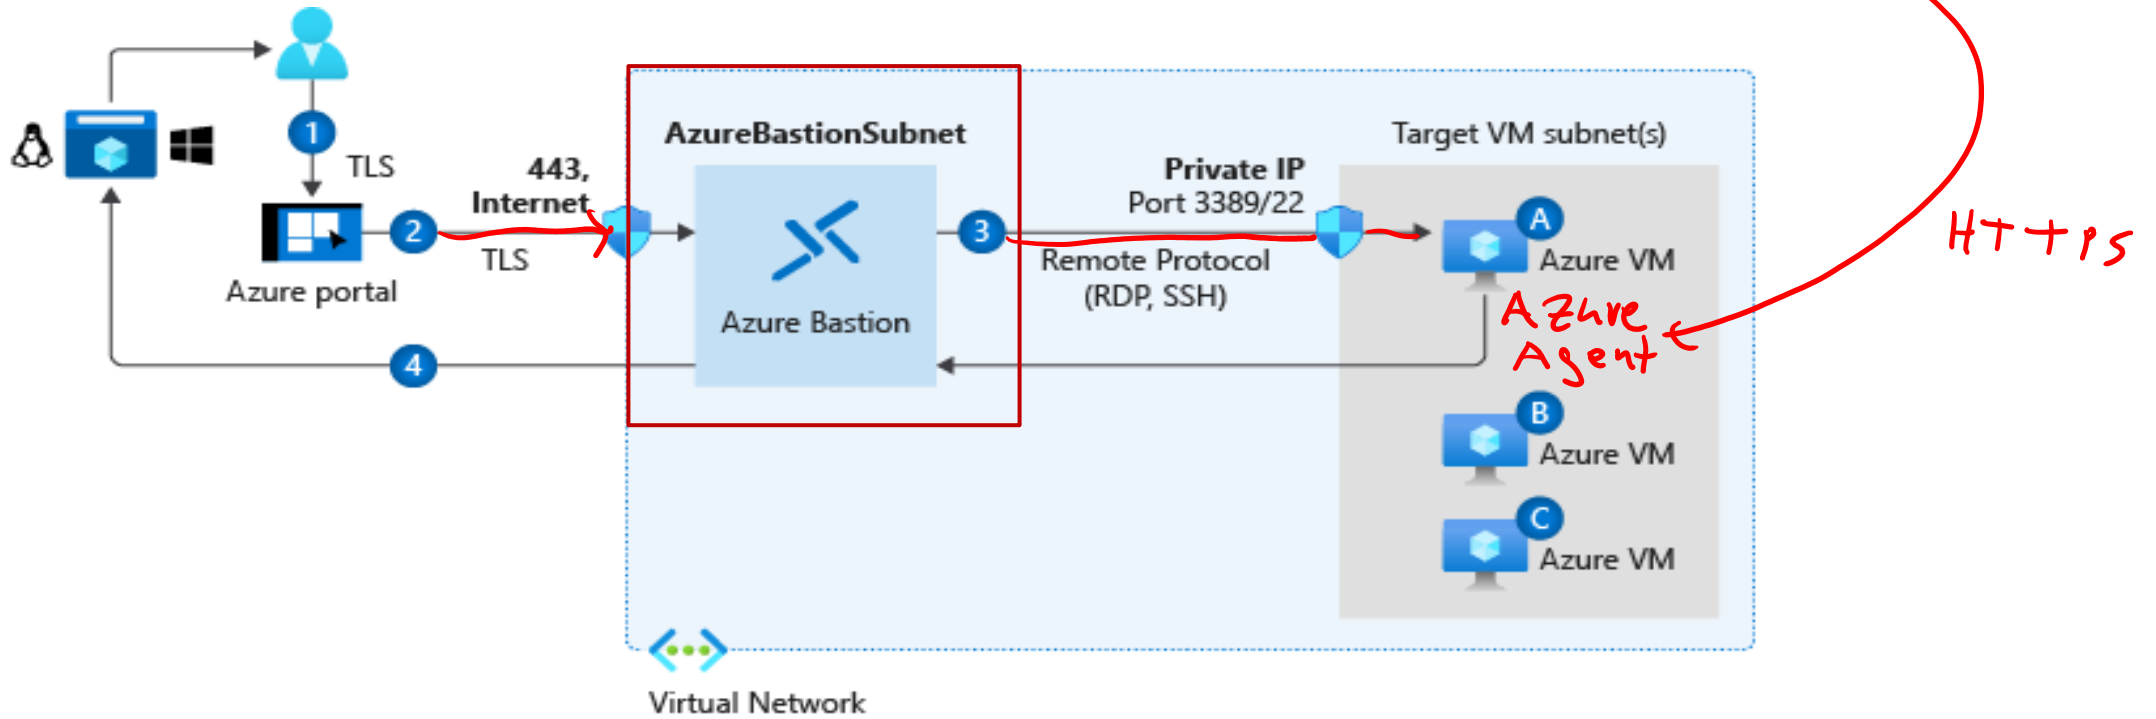 1
TLS
Azure portal
2
443,
Internet
TLS
AzureBastionSubnet
Azure Bastion
3
Private IP
Port 3389/22
Remote Protocol
(RDP, SSH)
4
Target VM subnet(s)
A
Azure VM
AZure
Agent
HTTPS
B
Azure VM
C
Azure VM
Virtual Network